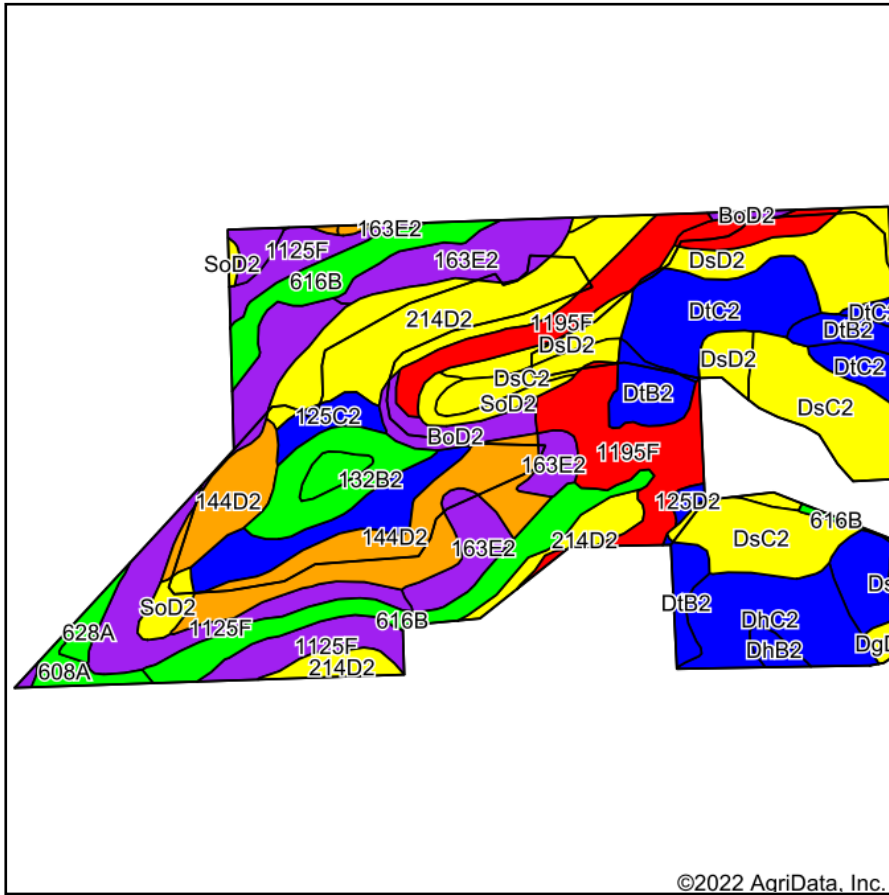 BoD2
163E2
1125F
SoD2
163E2
DsD2
616B
DtC2
DtC
214D2
1195F
DtB2
DsD2
DsD2
DtC2
DsC2
DtB2
SoD2
DsC2
125C2
BoD2
1195F
163E2
132B2
144D2
125D2
616B
144D2
DsC2
214D2
163E2
Ds
DtB2
SoD2
DhC2
616B
1125F
628A
1125F
DgD
DhB2
214D2
608A
©2022 AgriData, Inc.